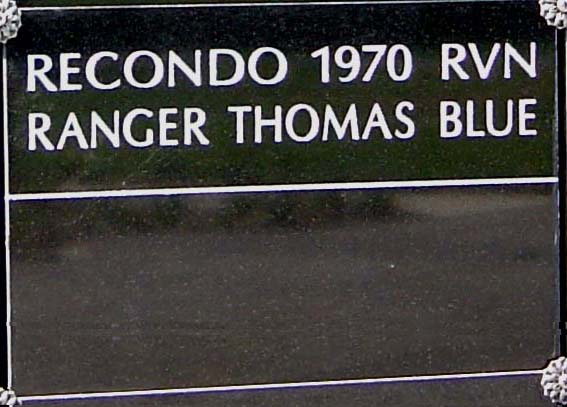 RECONDO 1970 RVN
RANGER THOMAS BLUE